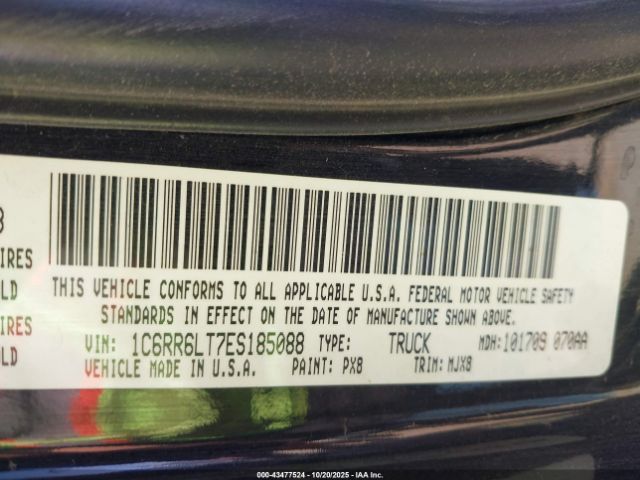 8
IRES
LD
IRES
LD
THIS VEHICLE CONFORMS TO ALL APPLICABLE U.S.A. FEDERAL MOTOR VEHICLE SAFETY
STANDARDS IN EFFECT ON THE DATE OF MANUFACTURE SHOWN ABOVE.
VIN: 1C6RR6LT7ES185088 TYPE: TRUCK MDH: 101709 070AA
VEHICLE MADE IN U.S.A. PAINT: PX8 TRIM: MJX8
000-43477524 | 10/20/2025 | IAA Inc.